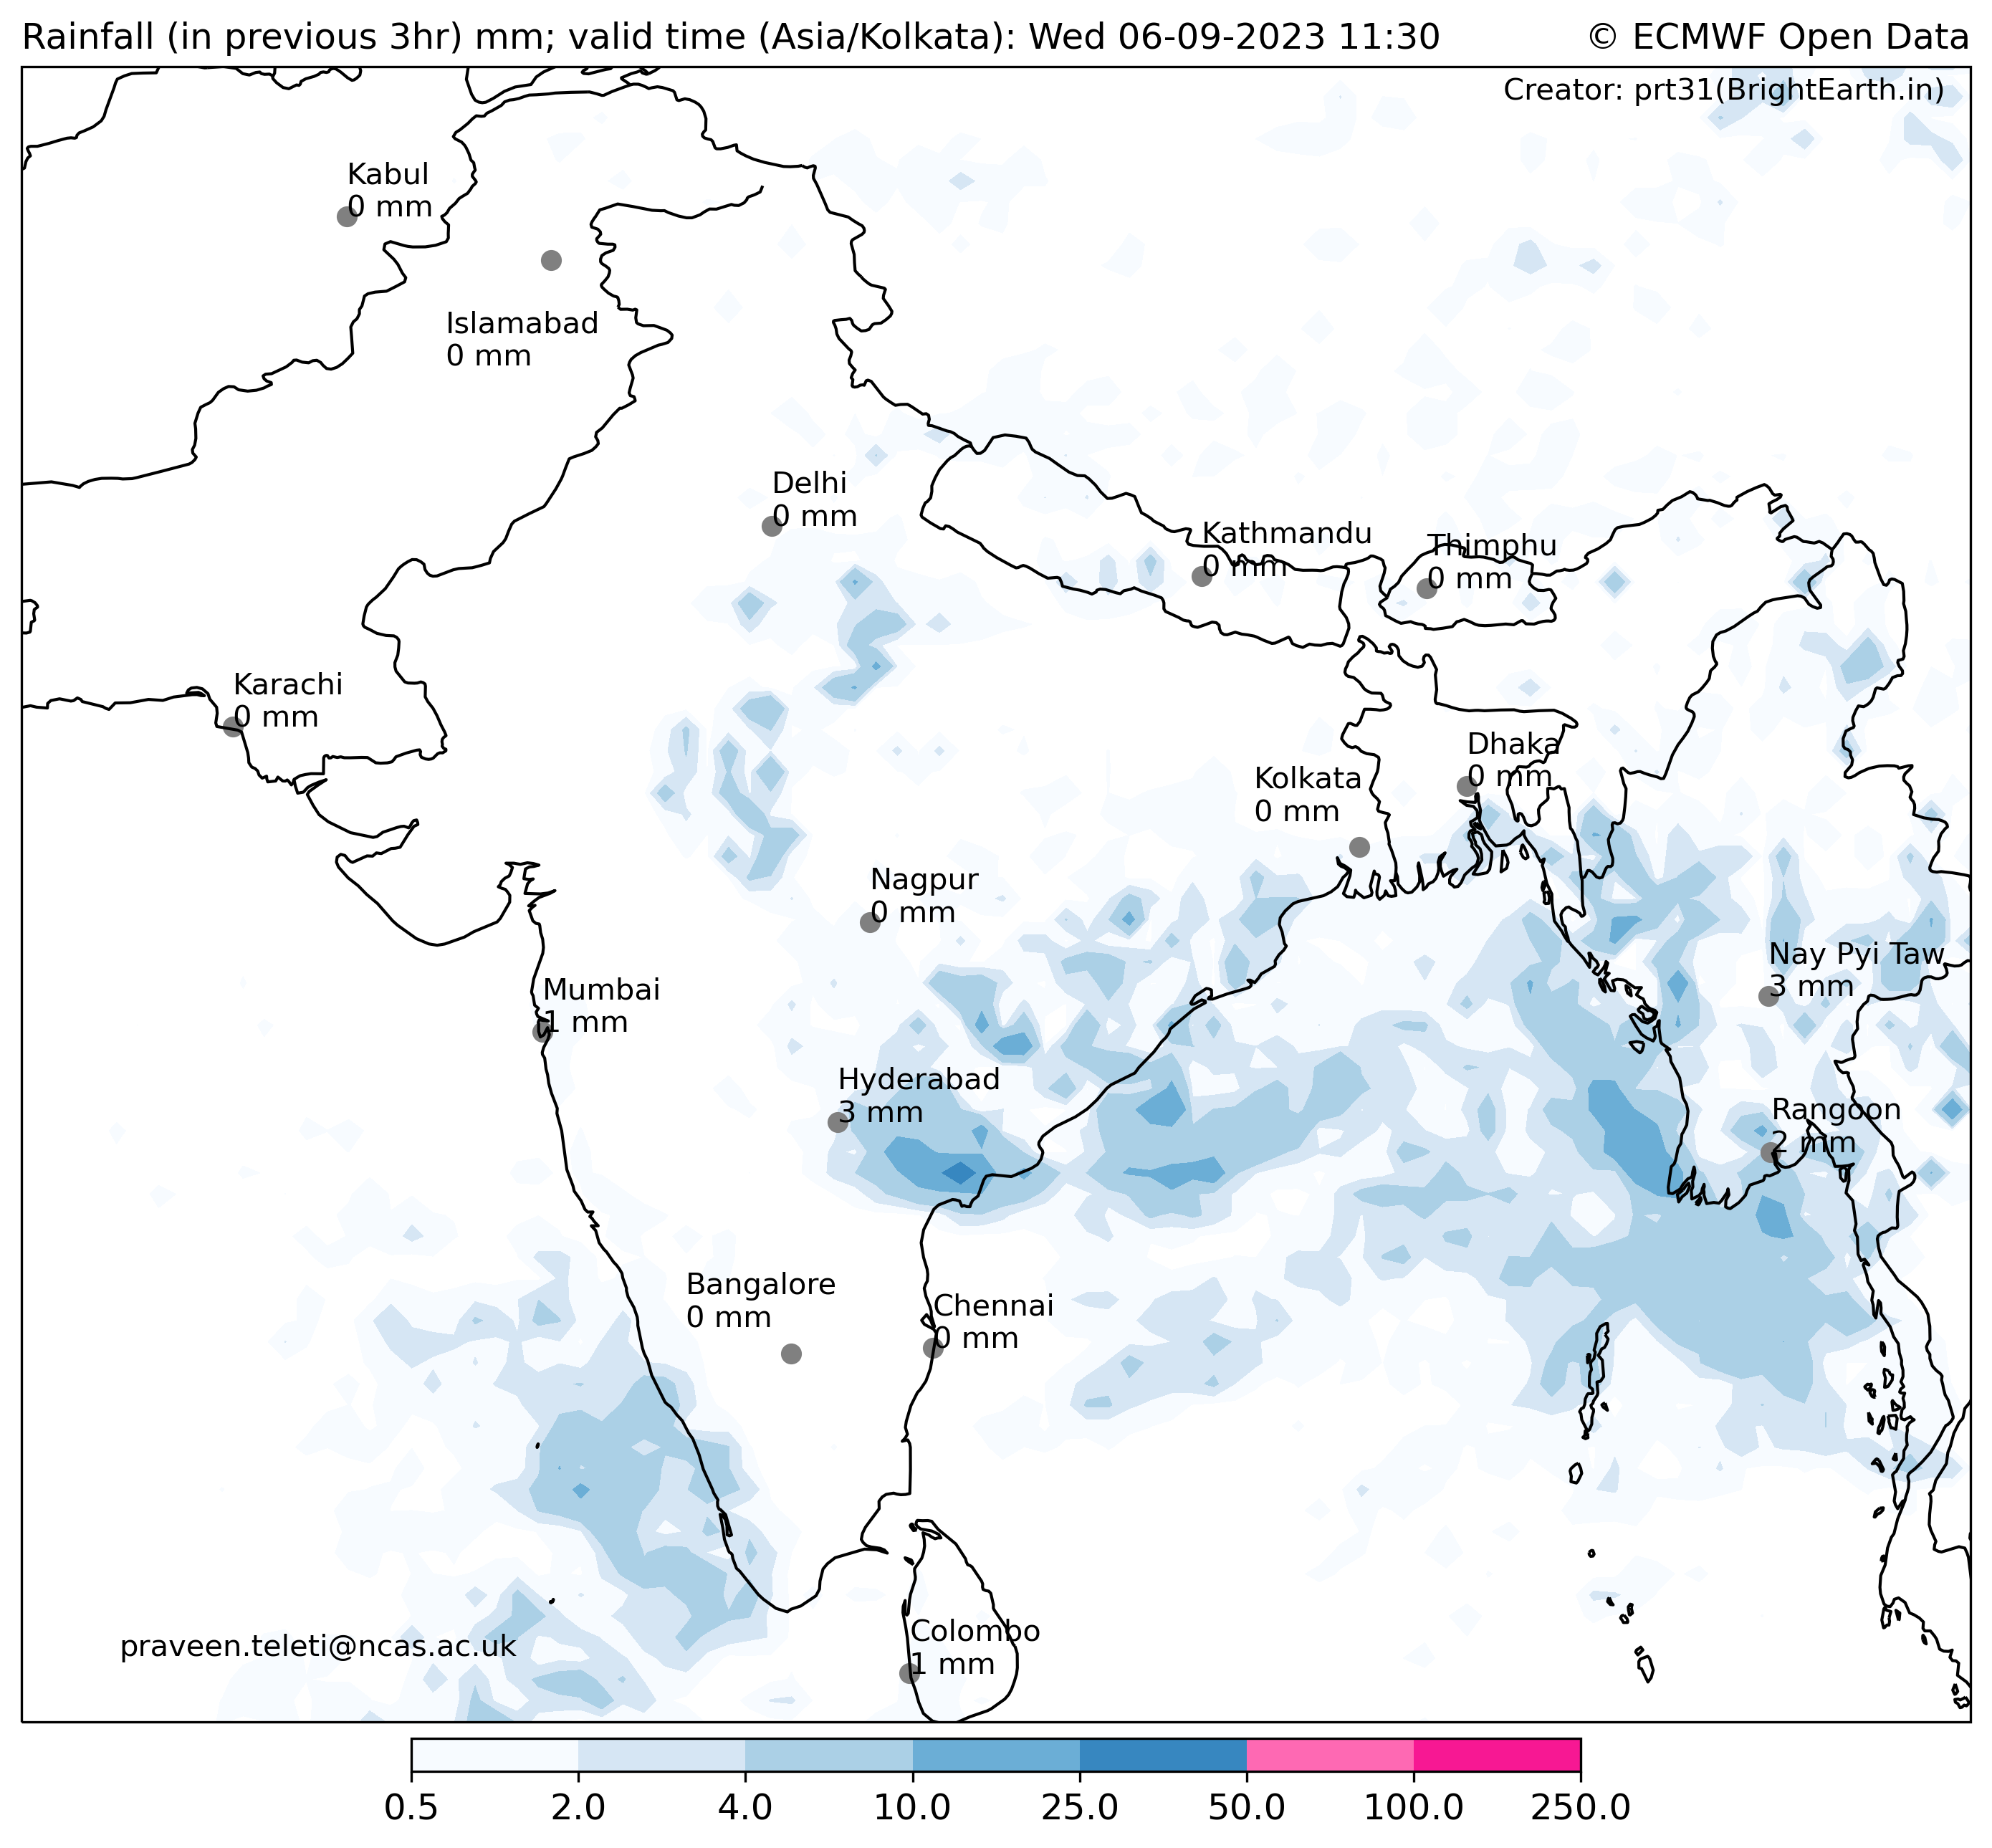 Rainfall (in previous 3hr) mm; valid time (Asia/Kolkata): Wed 06-09-2023 11:30
© ECMWF Open Data
Creator: prt31(BrightEarth.in)
Kabul
0 mm
Islamabad
0 mm
Delhi
0 mm
Kathmandu
0 mm
Thimphu
0 mm
Karachi
0 mm
Dhaka
0 mm
Kolkata
0 mm
Nagpur
0 mm
Nay Pyi Taw
3 mm
Mumbai
1 mm
Hyderabad
3 mm
Rangoon
2 mm
Bangalore
0 mm
Chennai
0 mm
Colombo
1 mm
praveen.teleti@ncas.ac.uk
0.5 2.0 4.0 10.0 25.0 50.0 100.0 250.0